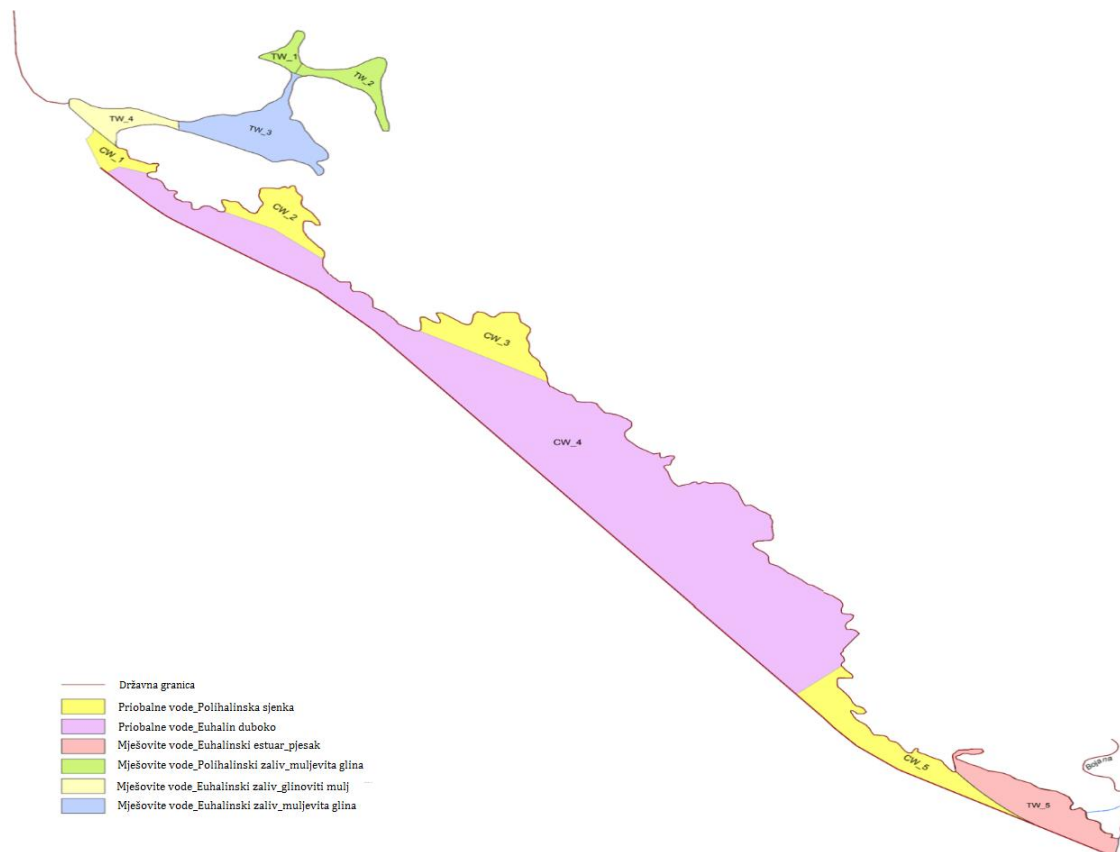 TW_1
TW_2
TW_4
TW_3
CW_1
CW_2
CW_3
CW_4
CW_5
TW_5
Bojana
Državna granica
Priobalne vode_Polihalinska sjenka
Priobalne vode_Euhalin duboko
Mješovite vode_Euhalinski estuar_pjesak
Mješovite vode_Polihalinski zaliv_muljevita glina
Mješovite vode_Euhalinski zaliv_glinoviti mulj
Mješovite vode_Euhalinski zaliv_muljevita glina